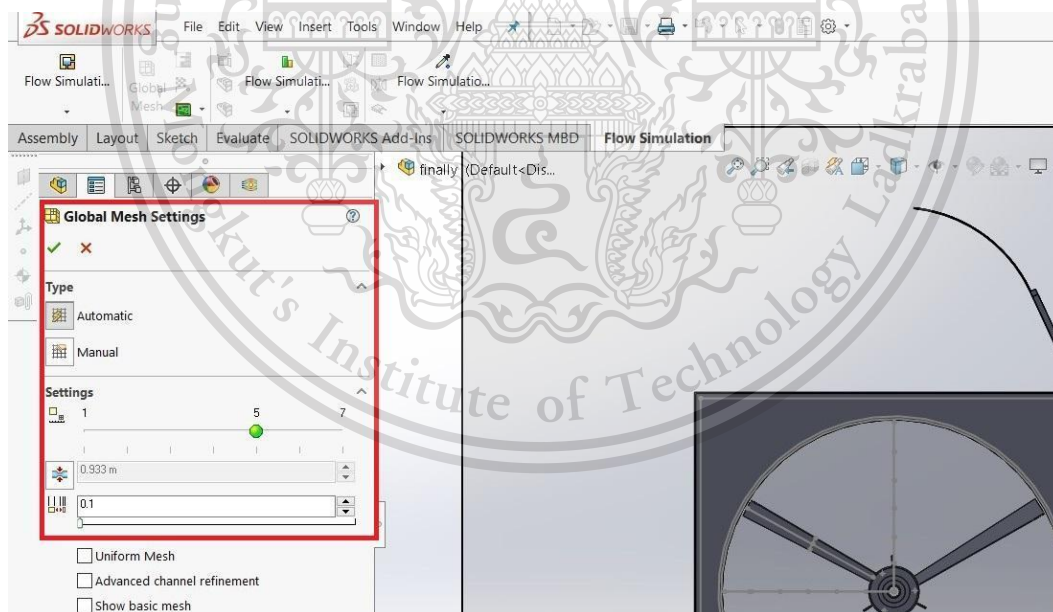 SOLIDWORKS File Edit View Insert Tools Window Help
Flow Simulati... Global Mesh Flow Simulati... Flow Simulatio...
Assembly Layout Sketch Evaluate SOLIDWORKS Add-Ins SOLIDWORKS MBD Flow Simulation
finally (Default<Dis...
Global Mesh Settings
Type
Automatic
Manual
Settings
1 5 7
0.933 m
0.1
Uniform Mesh
Advanced channel refinement
Show basic mesh
gkut's Institute of Technology Ladkrab